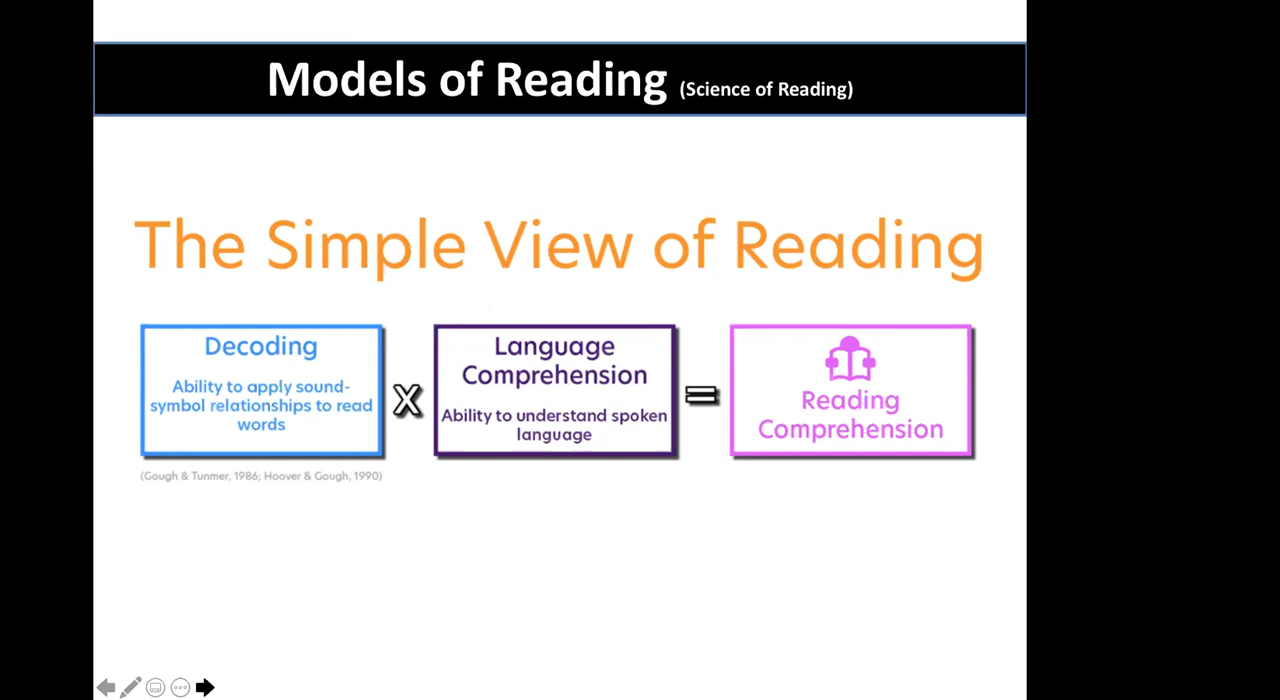 Models of Reading (Science of Reading)
The Simple View of Reading
Decoding
Ability to apply sound-
symbol relationships to read
words
X
Language
Comprehension
Ability to understand spoken
language
=
Reading
Comprehension
(Gough & Tunmer, 1986; Hoover & Gough, 1990)